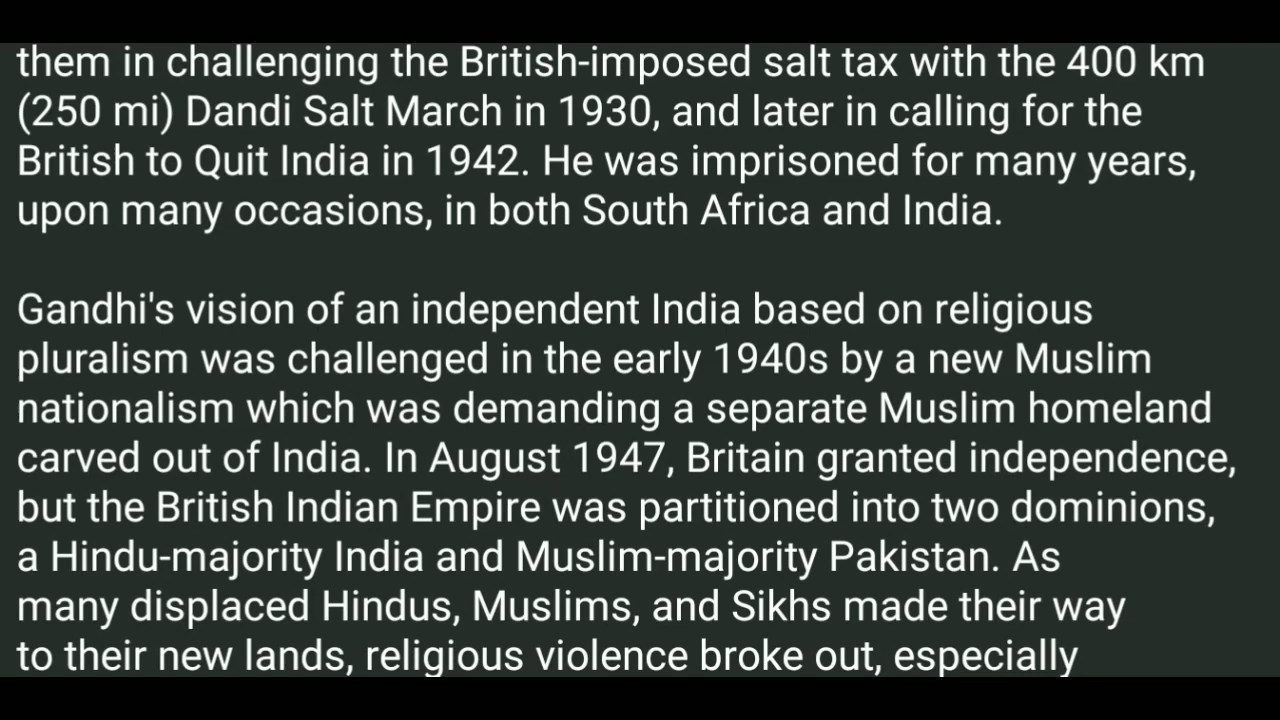 them in challenging the British-imposed salt tax with the 400 km
(250 mi) Dandi Salt March in 1930, and later in calling for the
British to Quit India in 1942. He was imprisoned for many years,
upon many occasions, in both South Africa and India.
Gandhi's vision of an independent India based on religious
pluralism was challenged in the early 1940s by a new Muslim
nationalism which was demanding a separate Muslim homeland
carved out of India. In August 1947, Britain granted independence,
but the British Indian Empire was partitioned into two dominions,
a Hindu-majority India and Muslim-majority Pakistan. As
many displaced Hindus, Muslims, and Sikhs made their way
to their new lands, religious violence broke out, especially